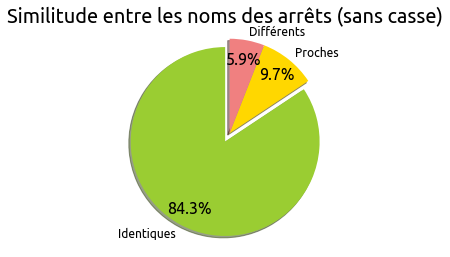 Similitude entre les noms des arrêts (sans casse)
Différents
5.9%
Proches
9.7%
84.3%
Identiques